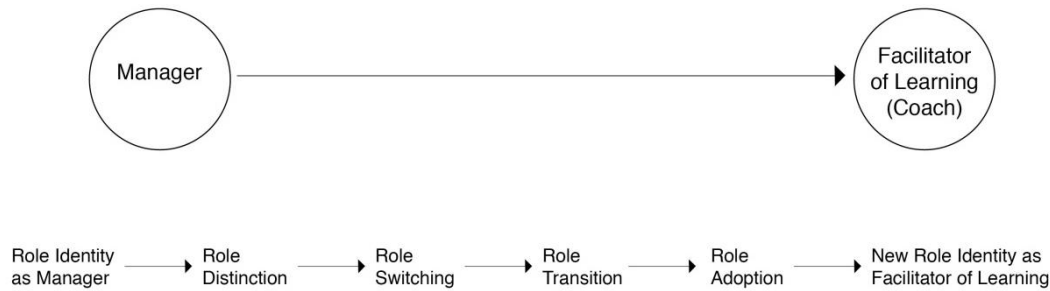 Manager
Facilitator
of Learning
(Coach)
Role Identity
as Manager
Role
Distinction
Role
Switching
Role
Transition
Role
Adoption
New Role Identity as
Facilitator of Learning